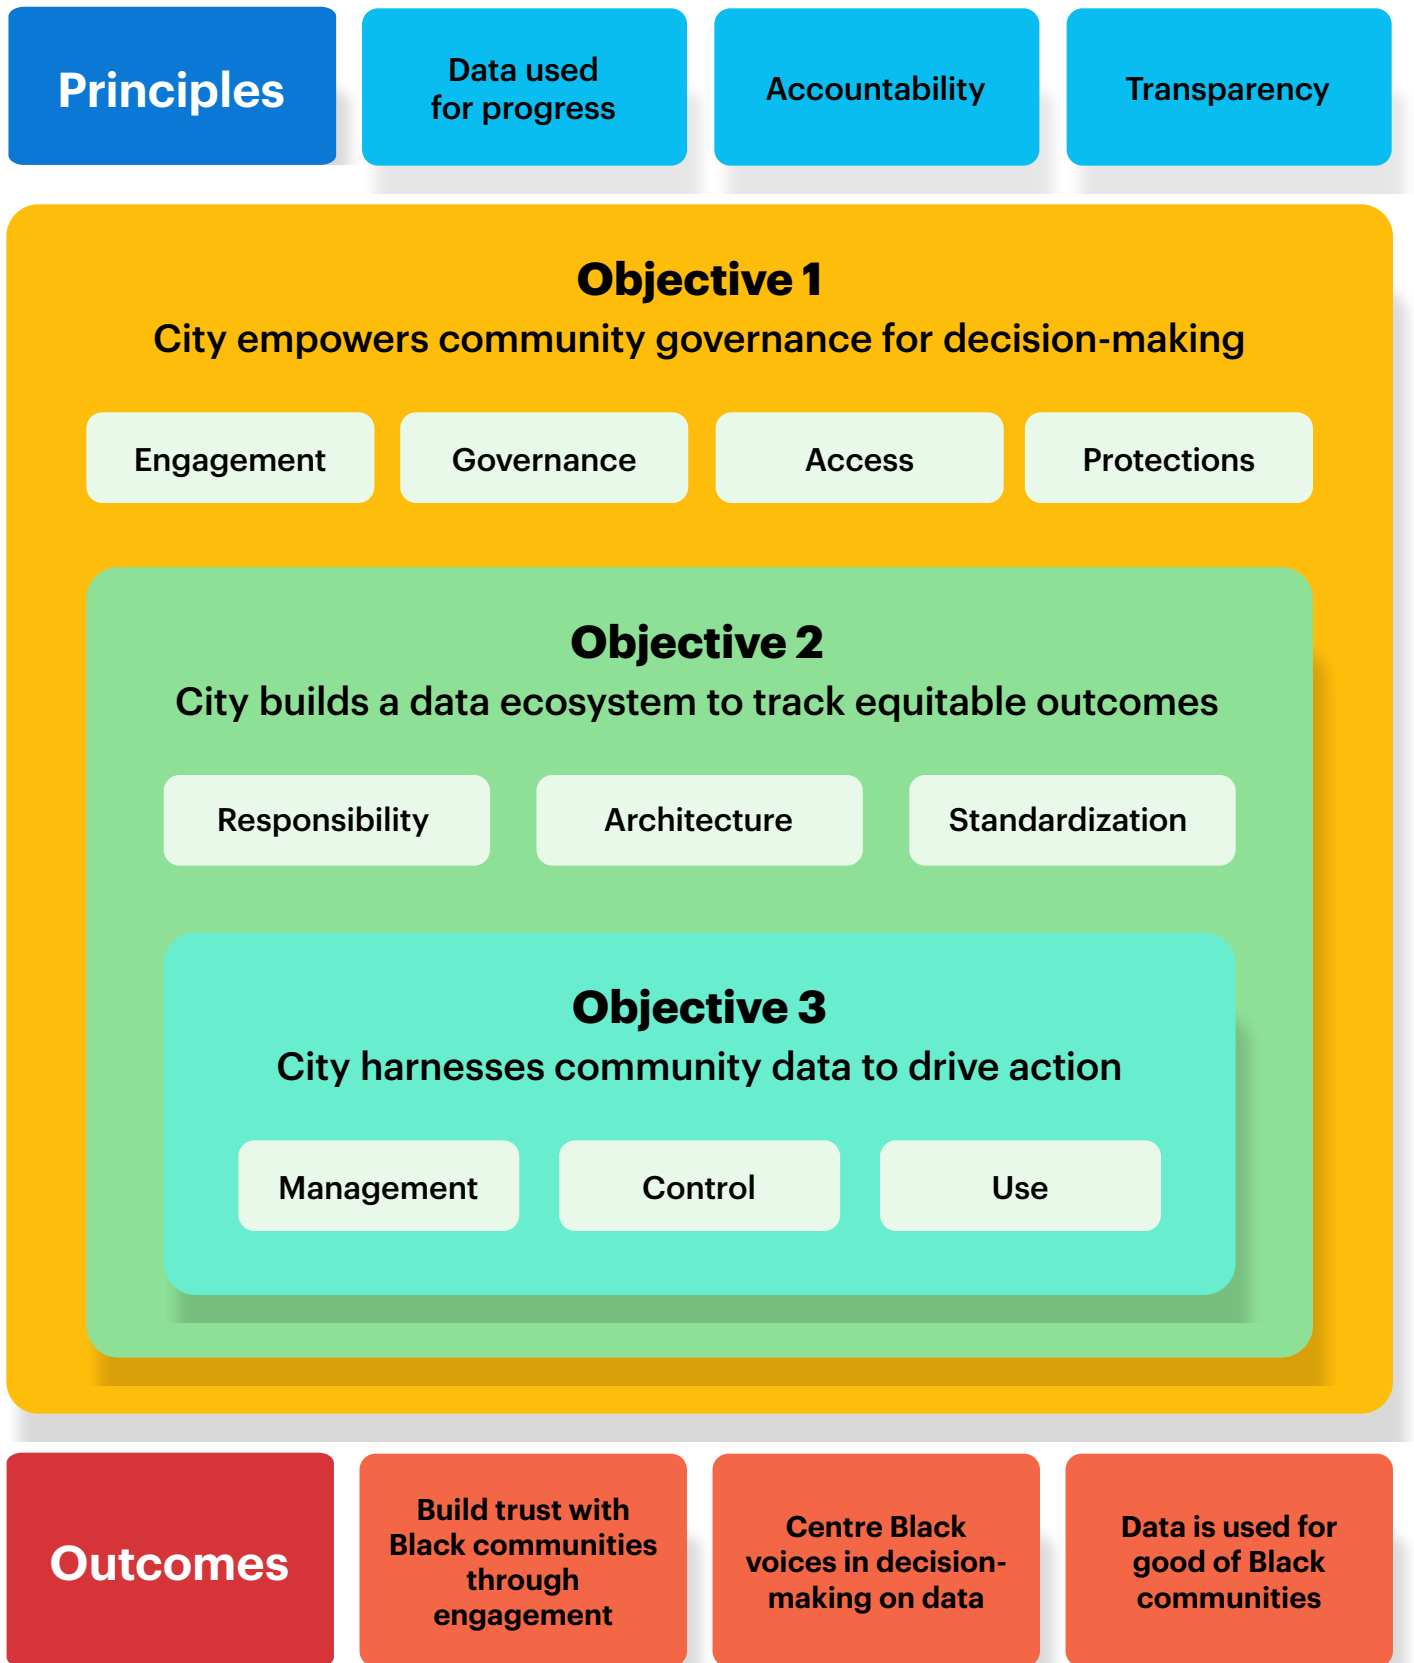 Principles
Data used
for progress
Accountability
Transparency
Objective 1
City empowers community governance for decision-making
Engagement
Governance
Access
Protections
Objective 2
City builds a data ecosystem to track equitable outcomes
Responsibility
Architecture
Standardization
Objective 3
City harnesses community data to drive action
Management
Control
Use
Outcomes
Build trust with
Black communities
through
engagement
Centre Black
voices in decision-
making on data
Data is used for
good of Black
communities